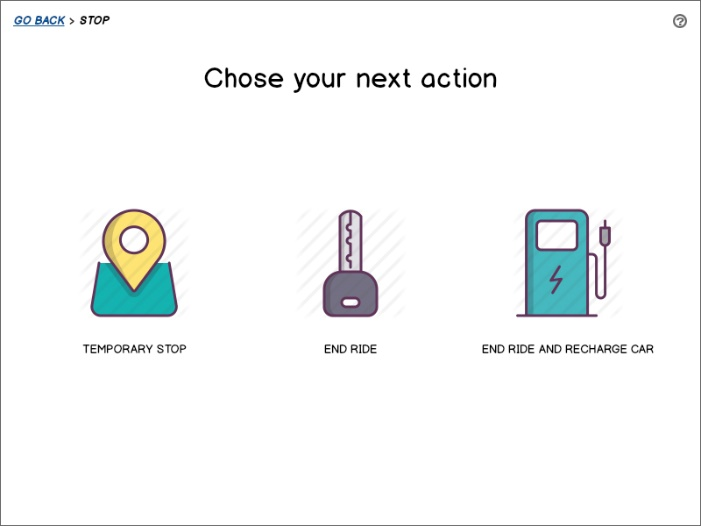 GO BACK > STOP
Chose your next action
TEMPORARY STOP
END RIDE
END RIDE AND RECHARGE CAR